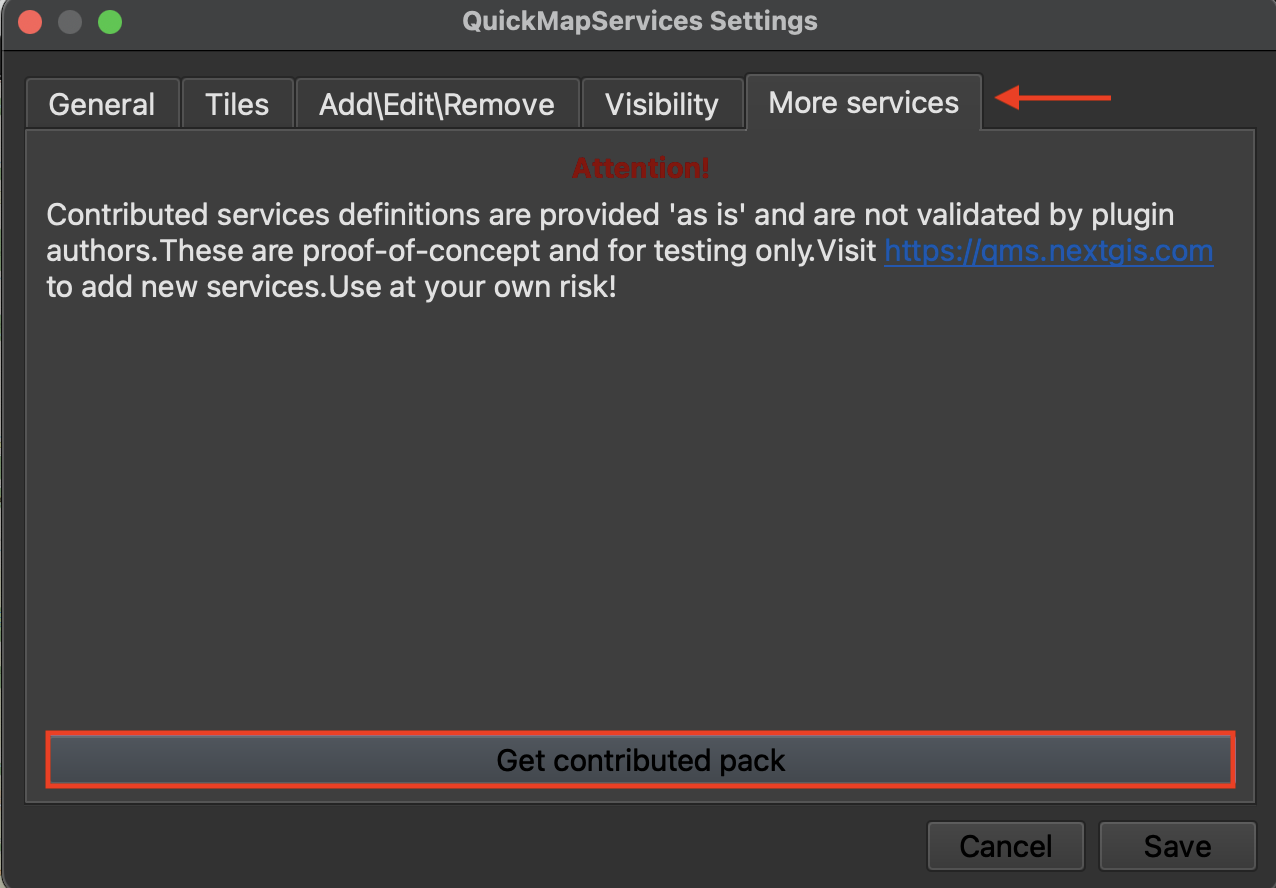 QuickMapServices Settings
General Tiles Add\Edit\Remove Visibility More services
Attention!
Contributed services definitions are provided 'as is' and are not validated by plugin
authors.These are proof-of-concept and for testing only.Visit https://qms.nextgis.com
to add new services.Use at your own risk!
Get contributed pack
Cancel Save